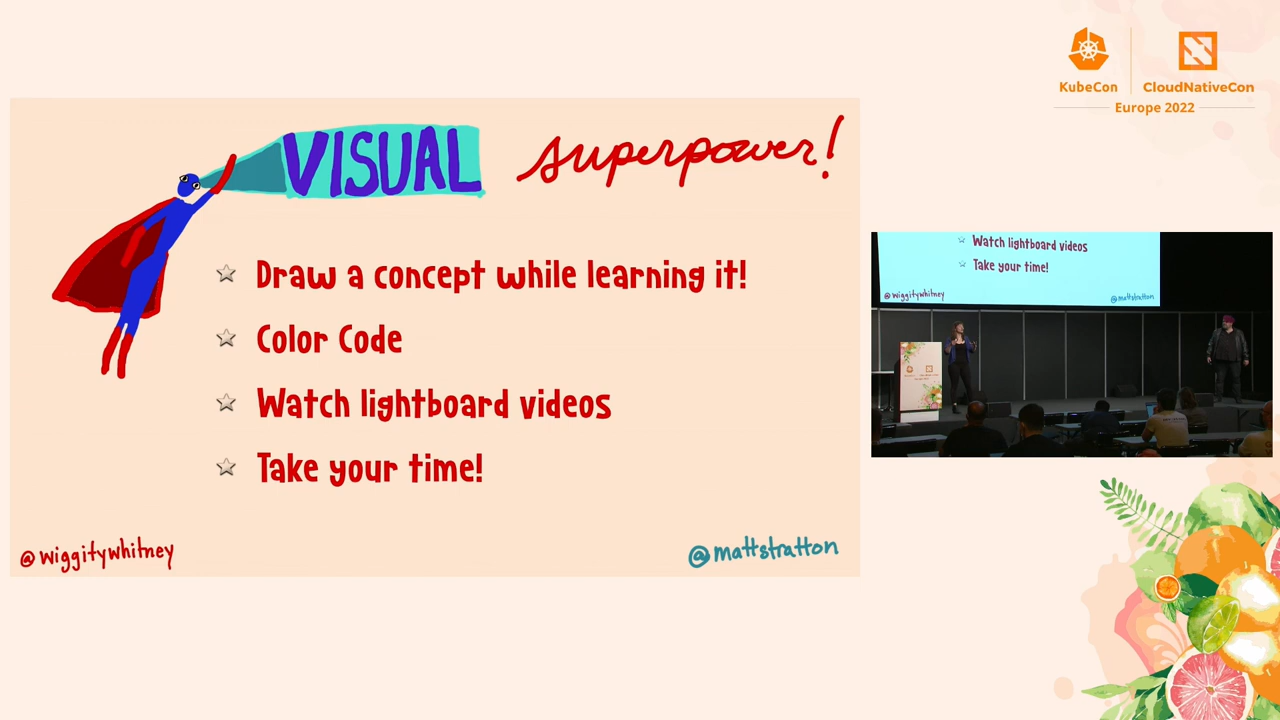 VISUAL superpower!
Draw a concept while learning it!
Color Code
Watch lightboard videos
Take your time!
@wiggitywhitney
@mattstratton
KubeCon
CloudNativeCon
Europe 2022
Watch lightboard videos
Take your time!
@wiggitywhitney
@mattstratton